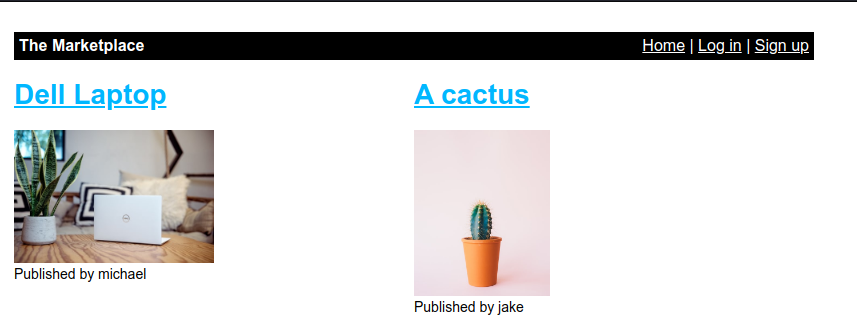 The Marketplace
Home | Log in | Sign up
Dell Laptop
A cactus
Published by michael
Published by jake